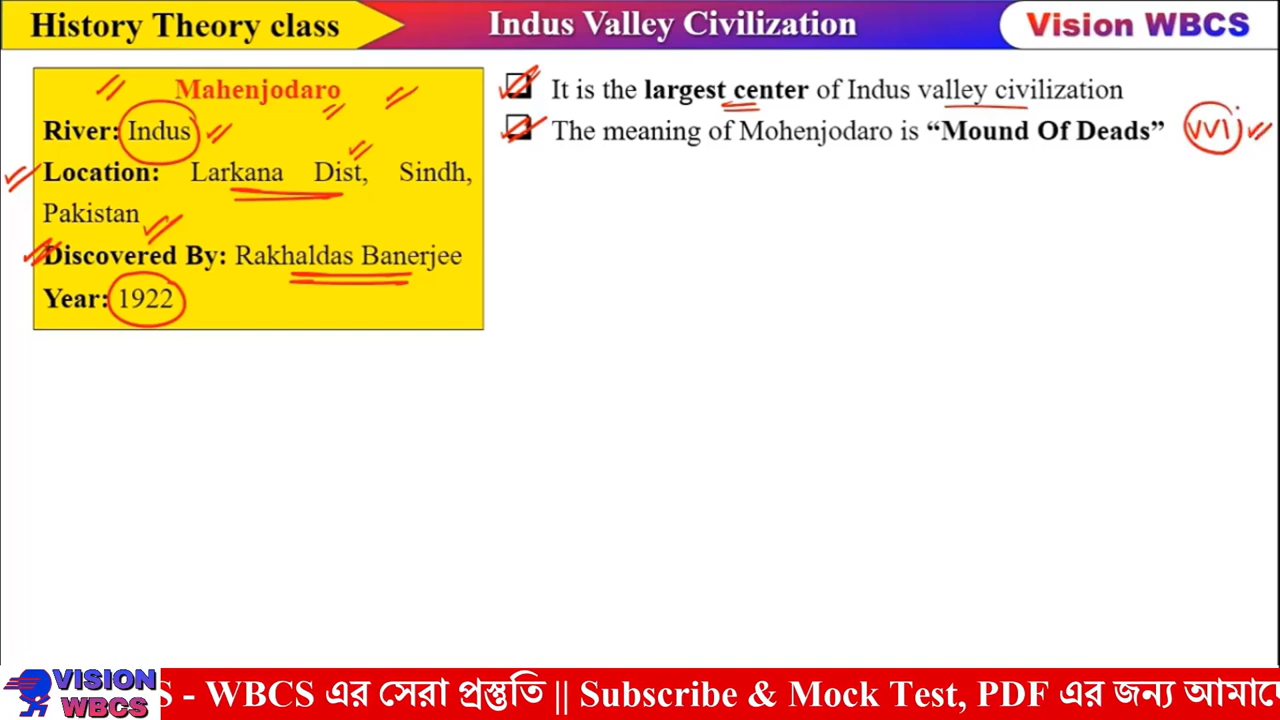 History Theory class
Indus Valley Civilization
Vision WBCS
Mahenjodaro
River: Indus
Location: Larkana Dist, Sindh,
Pakistan
Discovered By: Rakhaldas Banerjee
Year: 1922
It is the largest center of Indus valley civilization
The meaning of Mohenjodaro is “Mound Of Deads”
VVI
VISION
WBCS
S - WBCS এর সেরা প্রস্তুতি || Subscribe & Mock Test, PDF এর জন্য